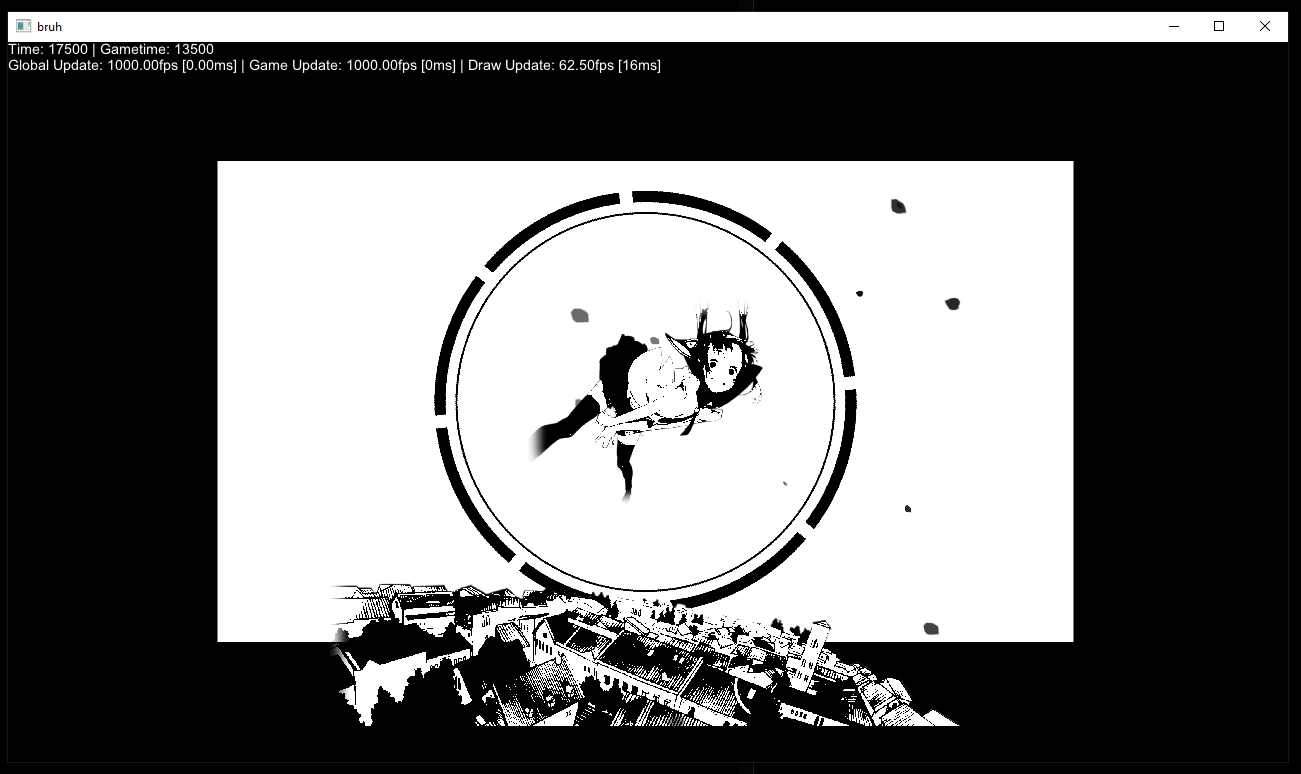 bruh
Time: 17500 | Gametime: 13500
Global Update: 1000.00fps [0.00ms] | Game Update: 1000.00fps [0ms] | Draw Update: 62.50fps [16ms]